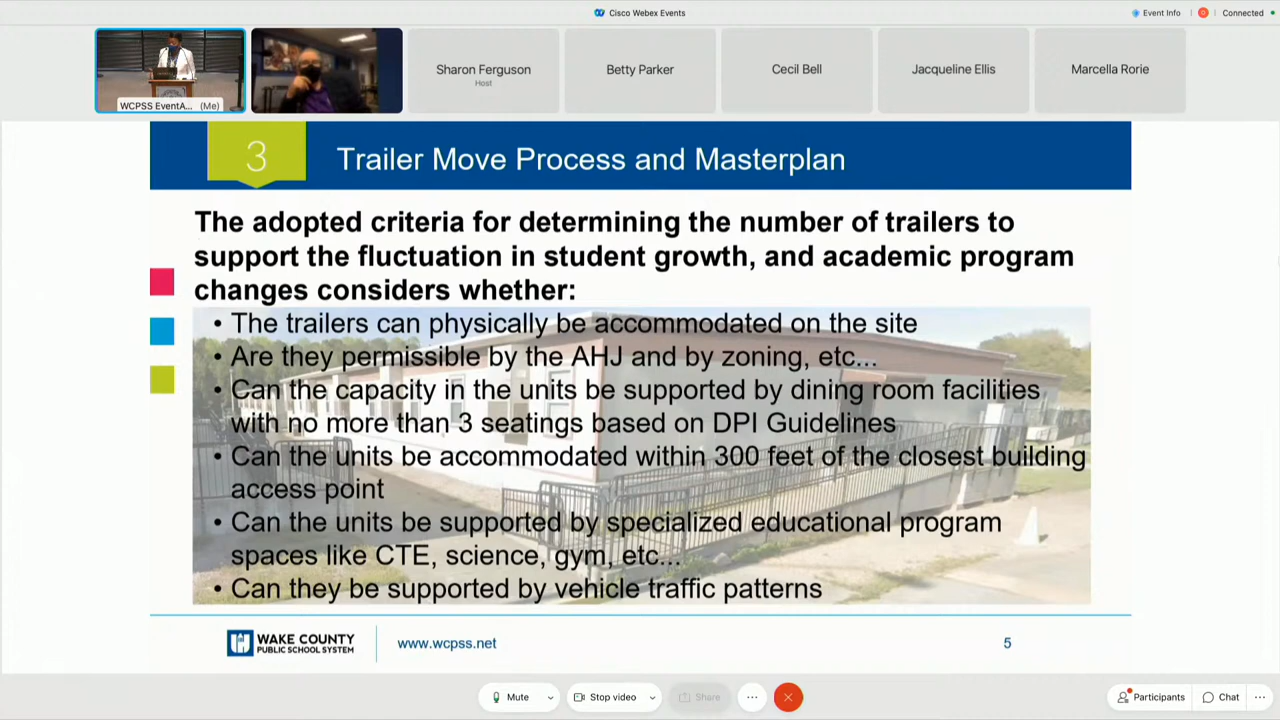 Cisco Webex Events
Event Info
Connected
WCPSS EventA... (Me)
Sharon Ferguson
Host
Betty Parker
Cecil Bell
Jacqueline Ellis
Marcella Rorie
3
Trailer Move Process and Masterplan
The adopted criteria for determining the number of trailers to
support the fluctuation in student growth, and academic program
changes considers whether:
• The trailers can physically be accommodated on the site
• Are they permissible by the AHJ and by zoning, etc...
• Can the capacity in the units be supported by dining room facilities
with no more than 3 seatings based on DPI Guidelines
• Can the units be accommodated within 300 feet of the closest building
access point
• Can the units be supported by specialized educational program
spaces like CTE, science, gym, etc...
• Can they be supported by vehicle traffic patterns
WAKE COUNTY
PUBLIC SCHOOL SYSTEM
www.wcpss.net
5
Mute
Stop video
Share
Participants
Chat